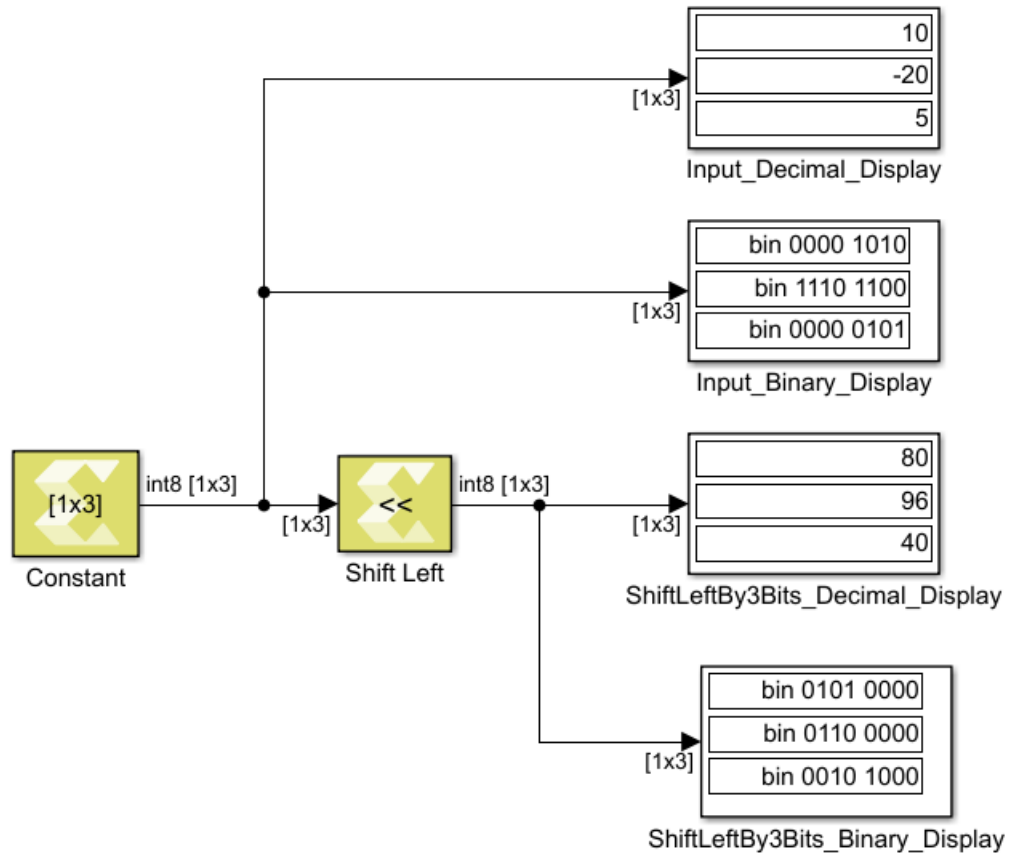 10
-20
5
[1x3]
Input_Decimal_Display
bin 0000 1010
bin 1110 1100
bin 0000 0101
[1x3]
Input_Binary_Display
[1x3]
int8 [1x3]
Constant
[1x3]
<<
int8 [1x3]
Shift Left
80
96
40
[1x3]
ShiftLeftBy3Bits_Decimal_Display
bin 0101 0000
bin 0110 0000
bin 0010 1000
[1x3]
ShiftLeftBy3Bits_Binary_Display